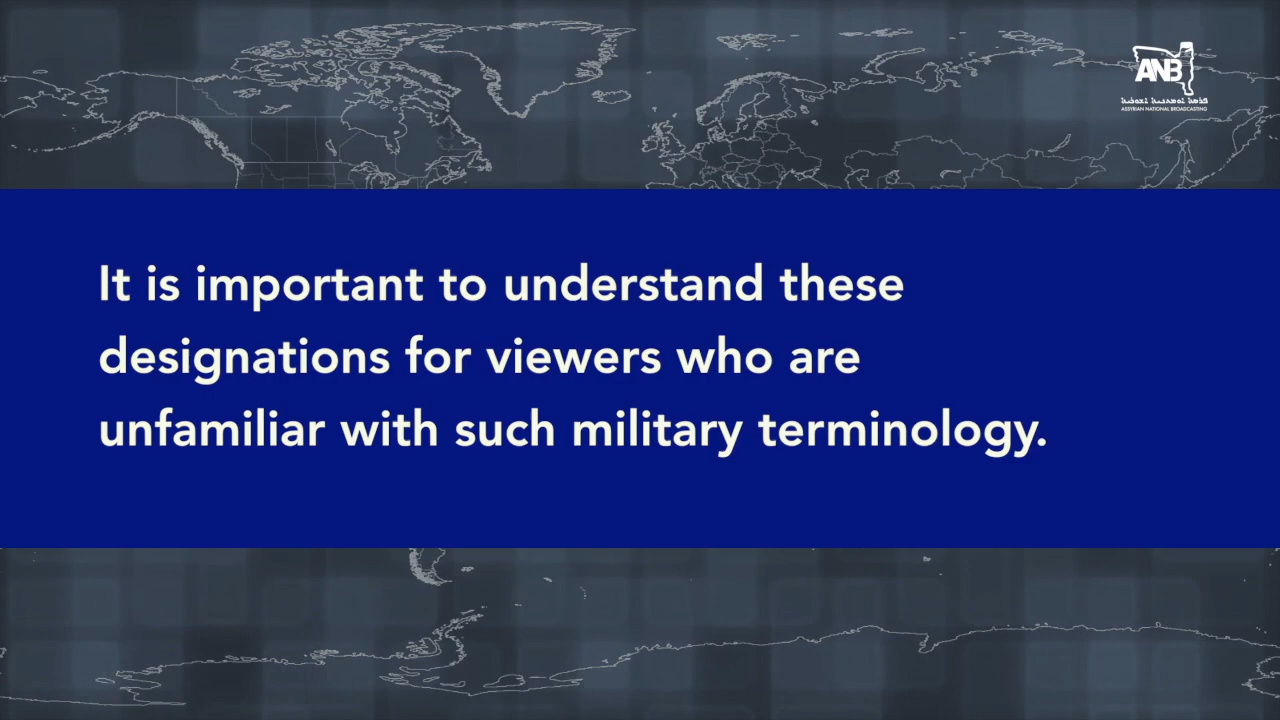 ANB
ASSYRIAN NATIONAL BROADCASTING
It is important to understand these
designations for viewers who are
unfamiliar with such military terminology.